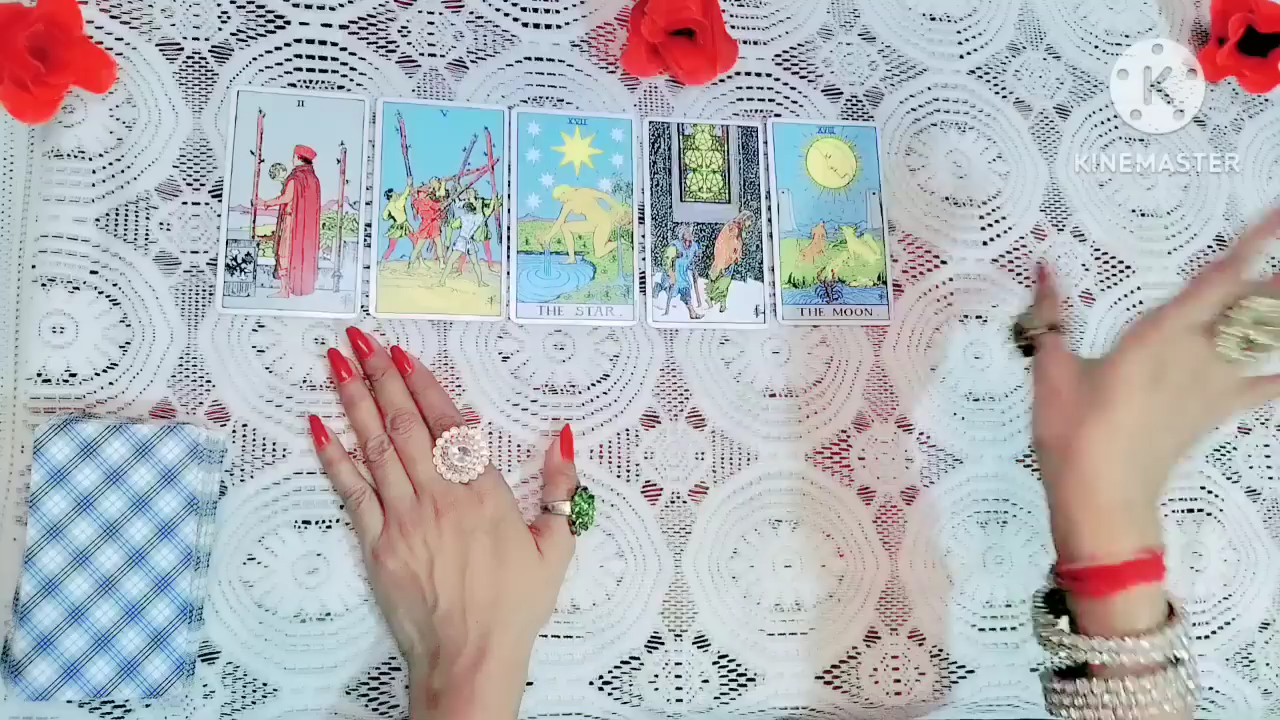 II
V
XVII
THE STAR.
XVIII
THE MOON.
K
KINEMASTER